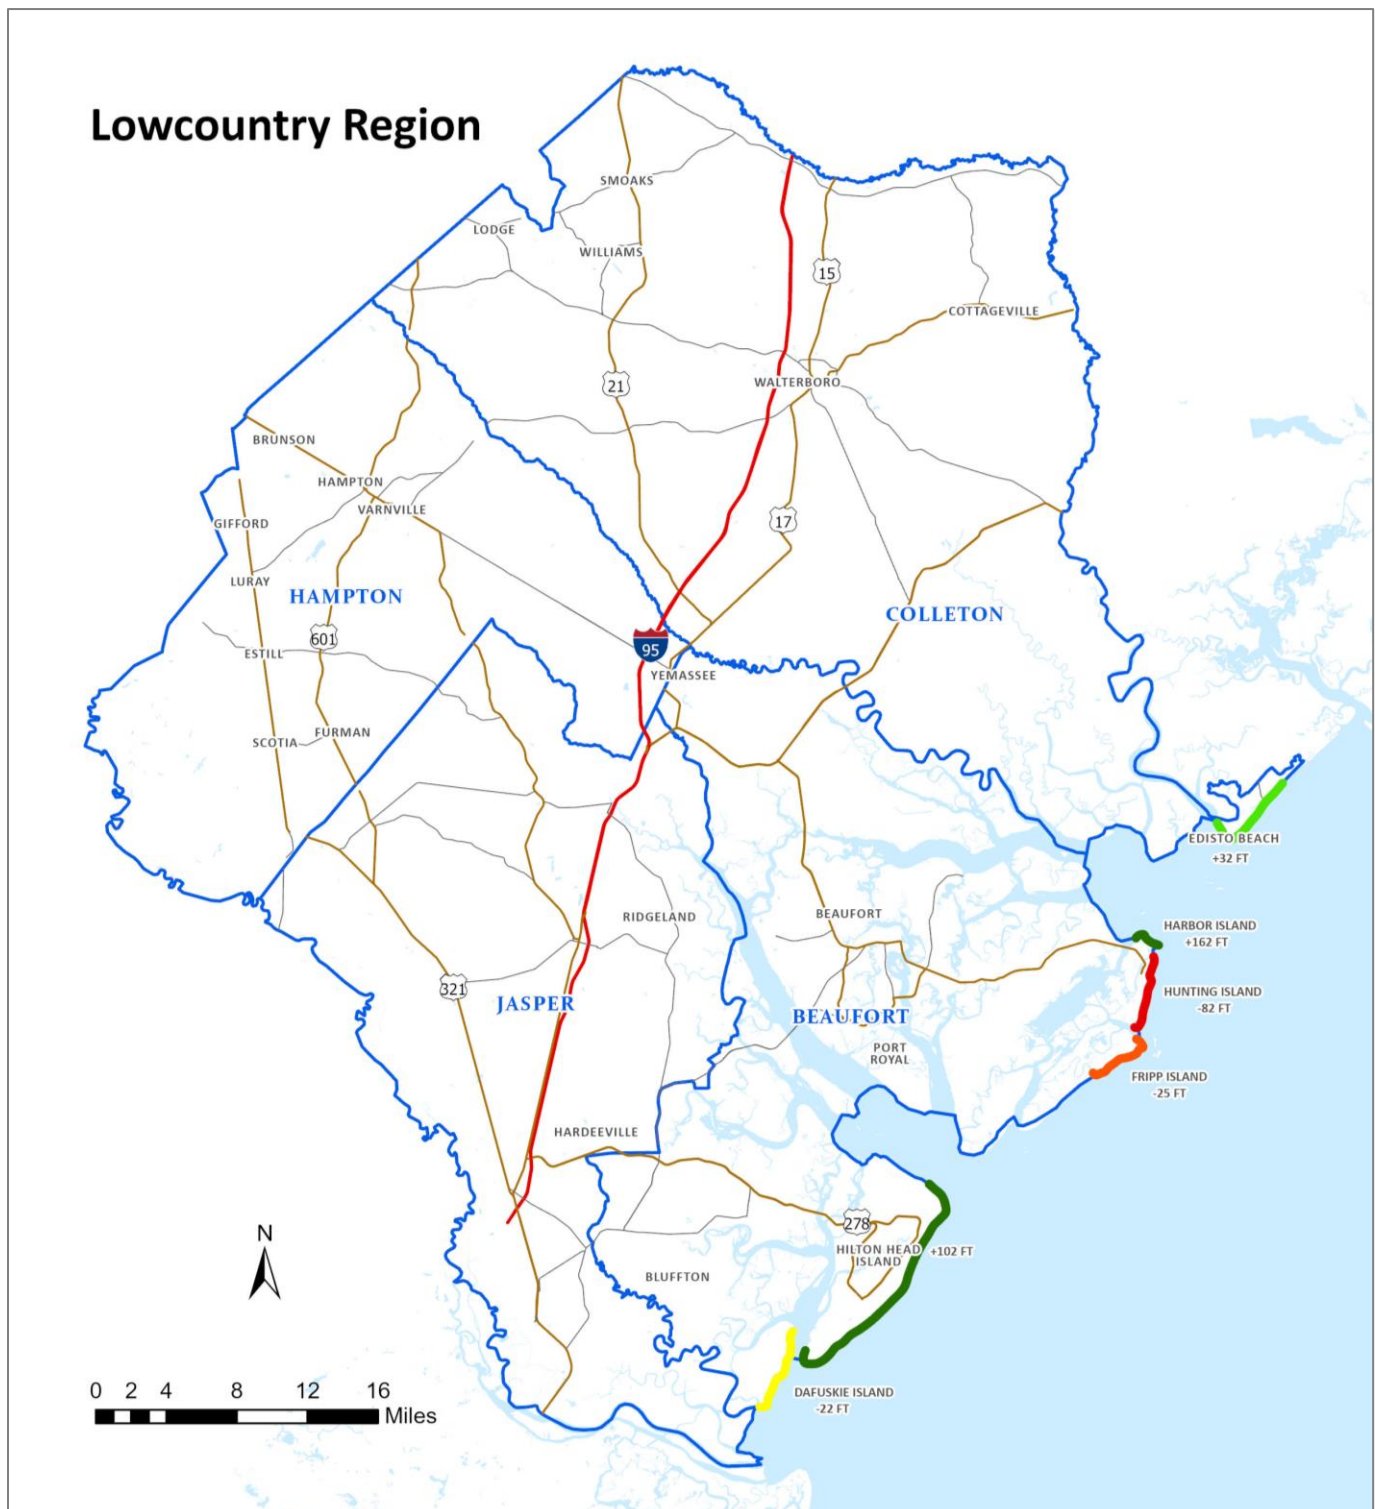 Lowcountry Region
SMOAKS
LODGE
WILLIAMS
15
COTTAGEVILLE
21
WALTERBORO
BRUNSON
HAMPTON
VARNVILLE
17
GIFFORD
LURAY
HAMPTON
COLLETON
601
95
ESTILL
YEMASSEE
FURMAN
SCOTIA
EDISTO BEACH
+32 FT
RIDGELAND
BEAUFORT
HARBOR ISLAND
+162 FT
321
JASPER
BEAUFORT
HUNTING ISLAND
-82 FT
PORT
ROYAL
FRIPP ISLAND
-25 FT
HARDEEVILLE
278
HILTON HEAD
ISLAND
+102 FT
BLUFFTON
N
DAFUSKIE ISLAND
-22 FT
0 2 4 8 12 16
Miles